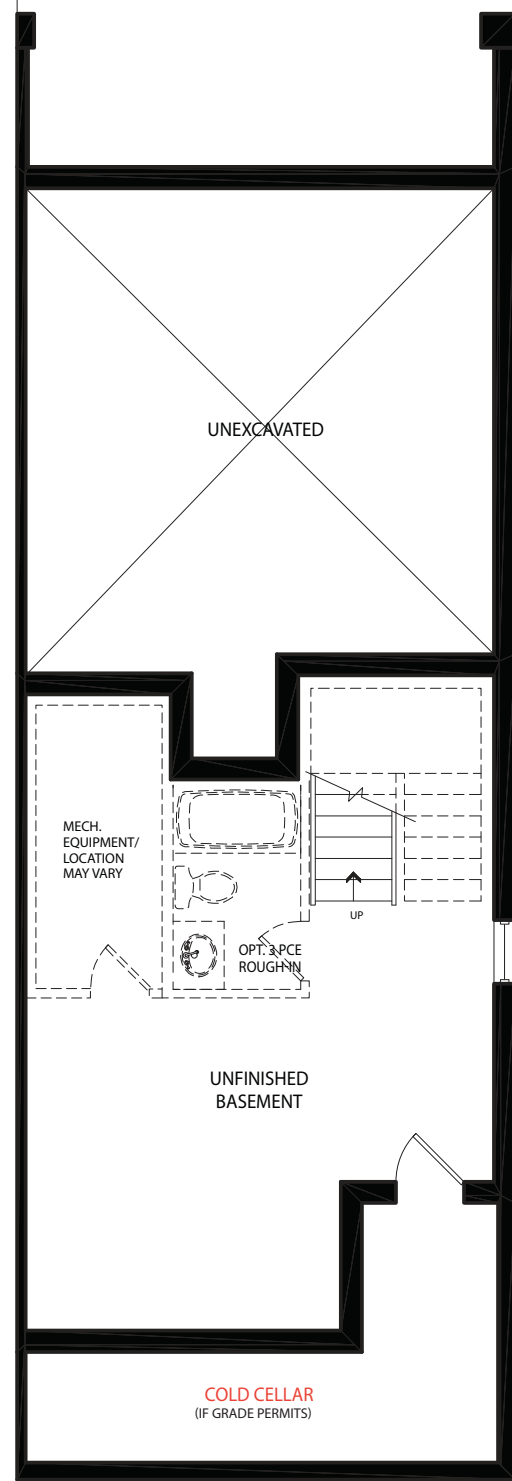 UNEXCAVATED
MECH.
EQUIPMENT/
LOCATION
MAY VARY
UP
OPT. 3 PCE
ROUGH IN
UNFINISHED
BASEMENT
COLD CELLAR
(IF GRADE PERMITS)